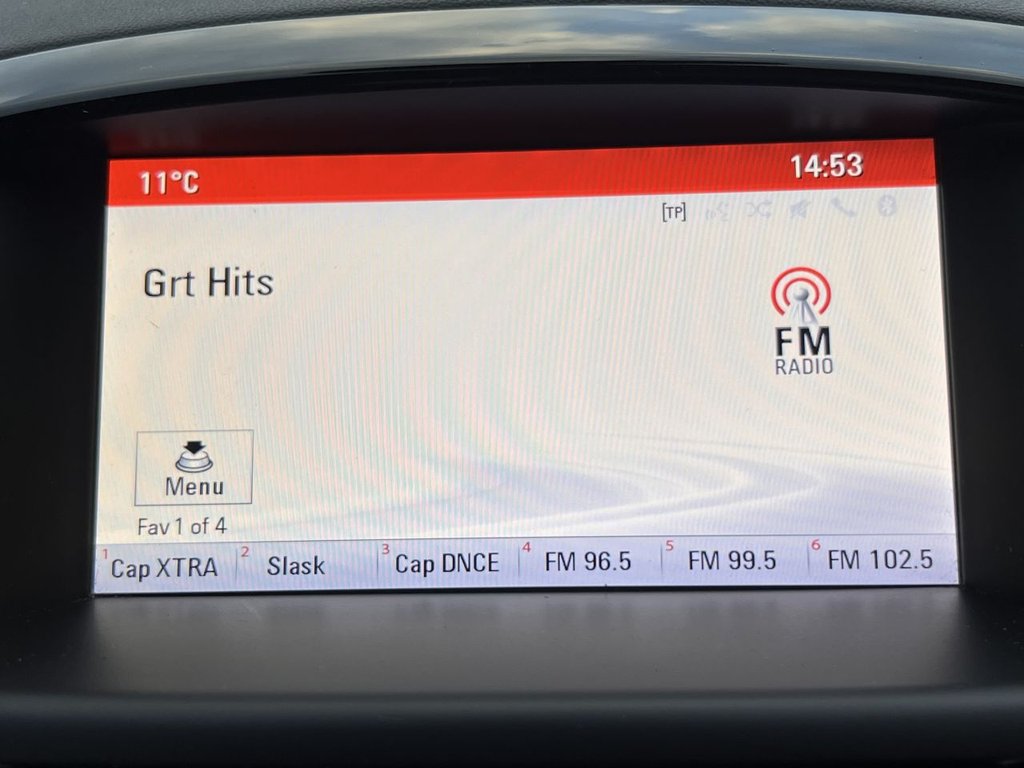 11°C 14:53
[TP]
Grt Hits
FM
RADIO
Menu
Fav 1 of 4
1 Cap XTRA 2 Slask 3 Cap DNCE 4 FM 96.5 5 FM 99.5 6 FM 102.5